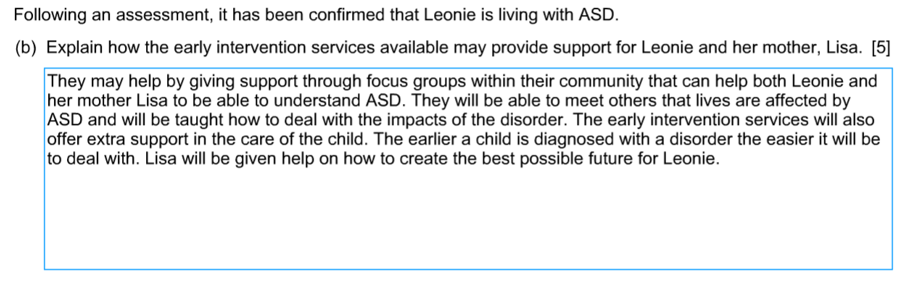 Following an assessment, it has been confirmed that Leonie is living with ASD.
(b) Explain how the early intervention services available may provide support for Leonie and her mother, Lisa. [5]
They may help by giving support through focus groups within their community that can help both Leonie and
her mother Lisa to be able to understand ASD. They will be able to meet others that lives are affected by
ASD and will be taught how to deal with the impacts of the disorder. The early intervention services will also
offer extra support in the care of the child. The earlier a child is diagnosed with a disorder the easier it will be
to deal with. Lisa will be given help on how to create the best possible future for Leonie.